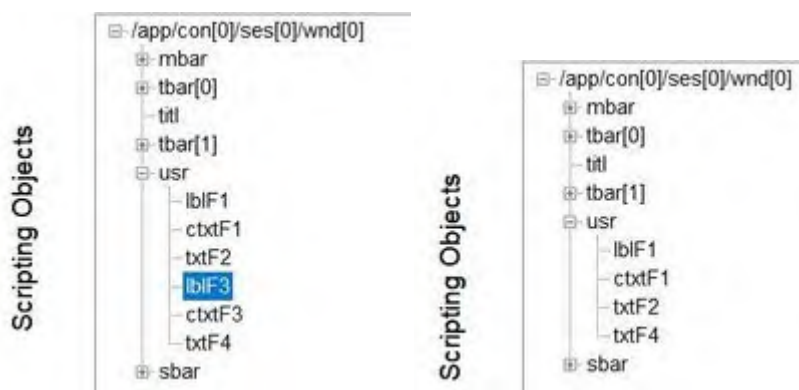 Scripting Objects
/app/con[0]/ses[0]/wnd[0]
mbar
tbar[0]
titl
tbar[1]
usr
lblF1
ctxtF1
txtF2
lblF3
ctxtF3
txtF4
sbar
Scripting Objects
/app/con[0]/ses[0]/wnd[0]
mbar
tbar[0]
titl
tbar[1]
usr
lblF1
ctxtF1
txtF2
txtF4
sbar